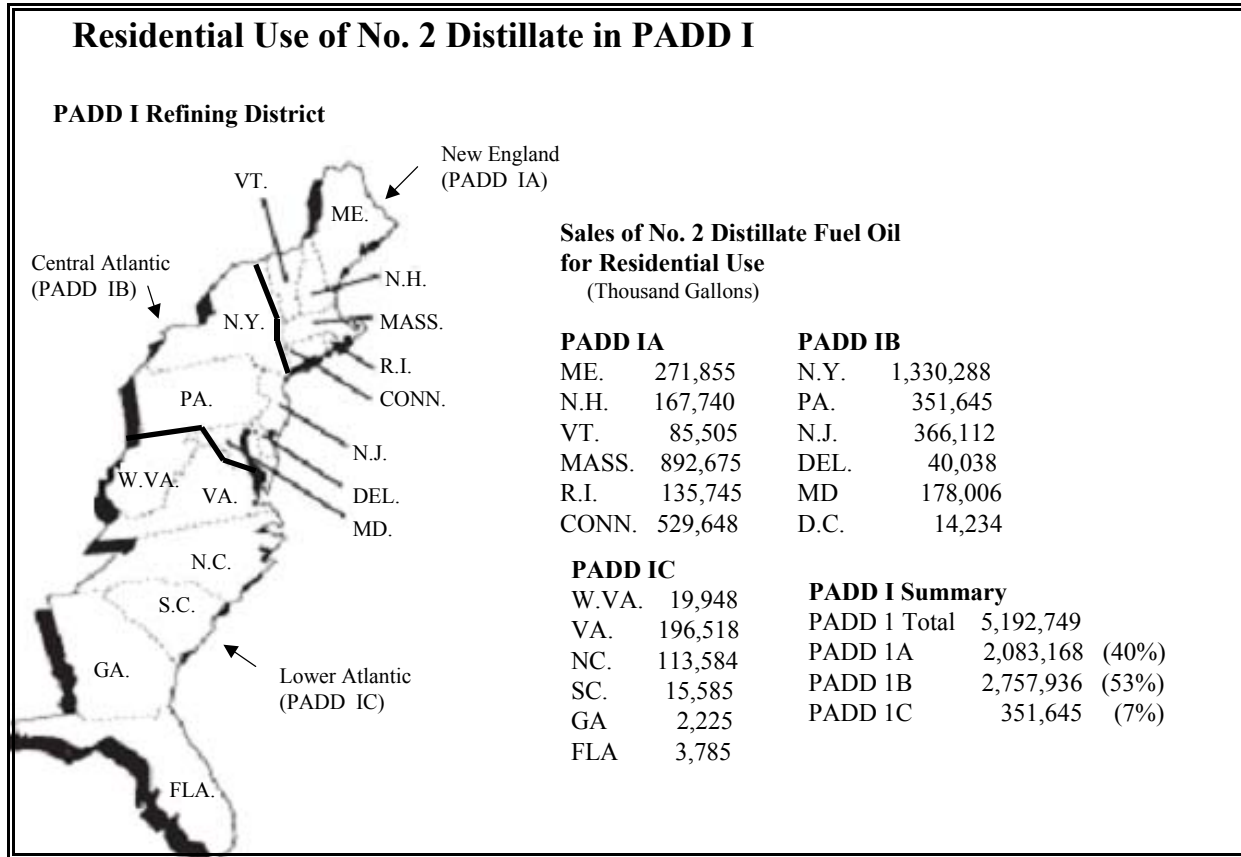 Residential Use of No. 2 Distillate in PADD I
PADD I Refining District
New England
(PADD IA)
VT.
ME.
Central Atlantic
(PADD IB)
N.H.
N.Y.
MASS.
R.I.
PA.
CONN.
N.J.
W.VA.
VA.
DEL.
MD.
N.C.
S.C.
GA.
Lower Atlantic
(PADD IC)
FLA.
Sales of No. 2 Distillate Fuel Oil
for Residential Use
(Thousand Gallons)
PADD IA
ME. 271,855
N.H. 167,740
VT. 85,505
MASS. 892,675
R.I. 135,745
CONN. 529,648
PADD IB
N.Y. 1,330,288
PA. 351,645
N.J. 366,112
DEL. 40,038
MD 178,006
D.C. 14,234
PADD IC
W.VA. 19,948
VA. 196,518
NC. 113,584
SC. 15,585
GA 2,225
FLA 3,785
PADD I Summary
PADD 1 Total 5,192,749
PADD 1A 2,083,168 (40%)
PADD 1B 2,757,936 (53%)
PADD 1C 351,645 (7%)